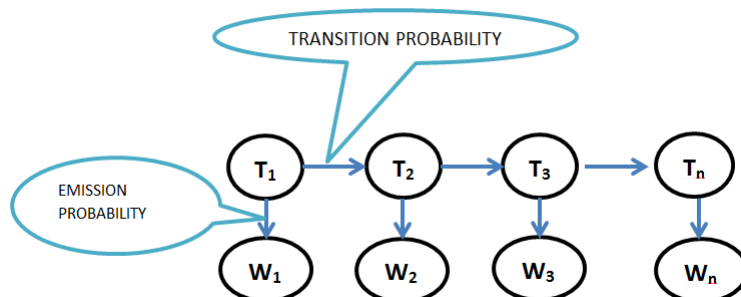 TRANSITION PROBABILITY
T1 T2 T3 Tn
EMISSION
PROBABILITY
W1 W2 W3 Wn